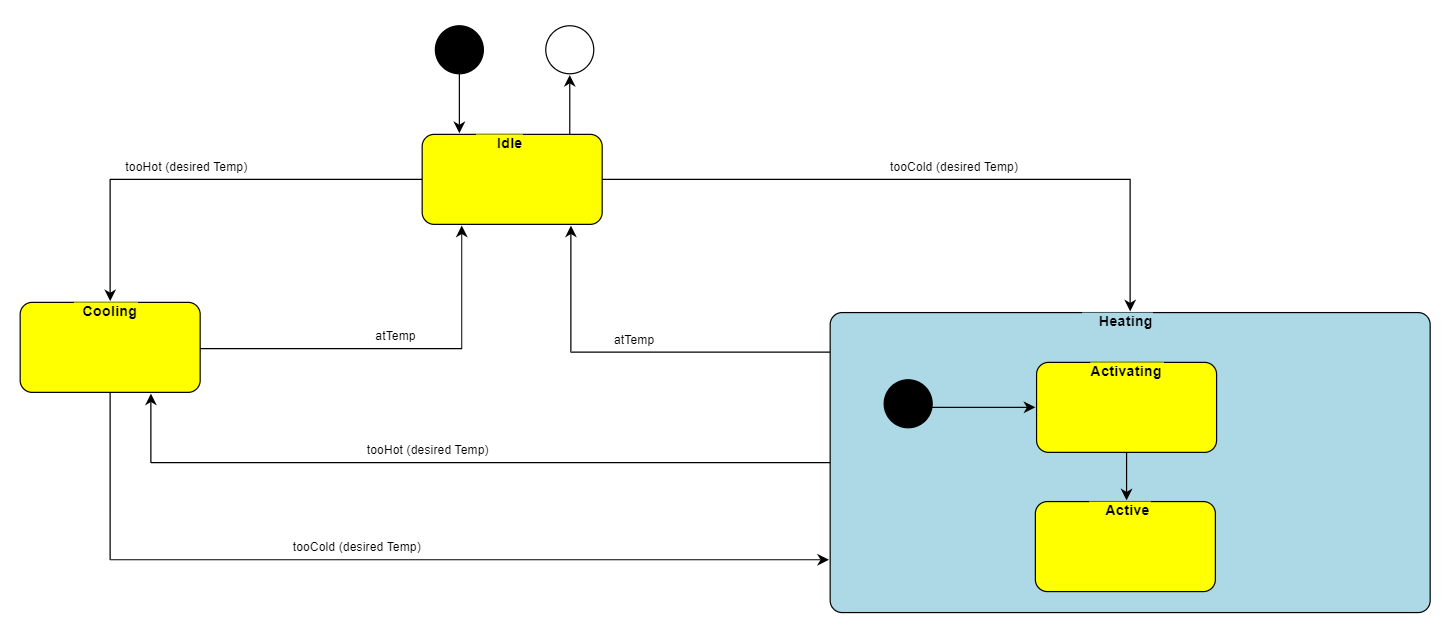 Idle
tooHot (desired Temp)
tooCold (desired Temp)
Cooling
Heating
atTemp
atTemp
Activating
tooHot (desired Temp)
Active
tooCold (desired Temp)